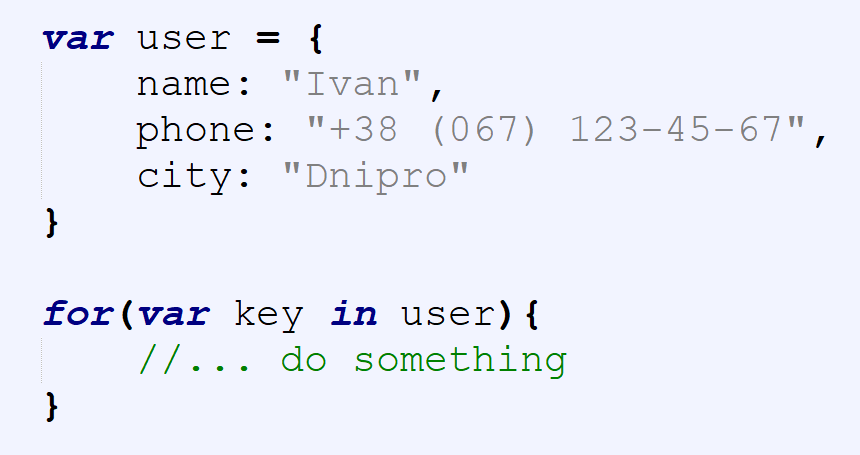 var user = {
    name: "Ivan",
    phone: "+38 (067) 123-45-67",
    city: "Dnipro"
}

for(var key in user){
    //... do something
}